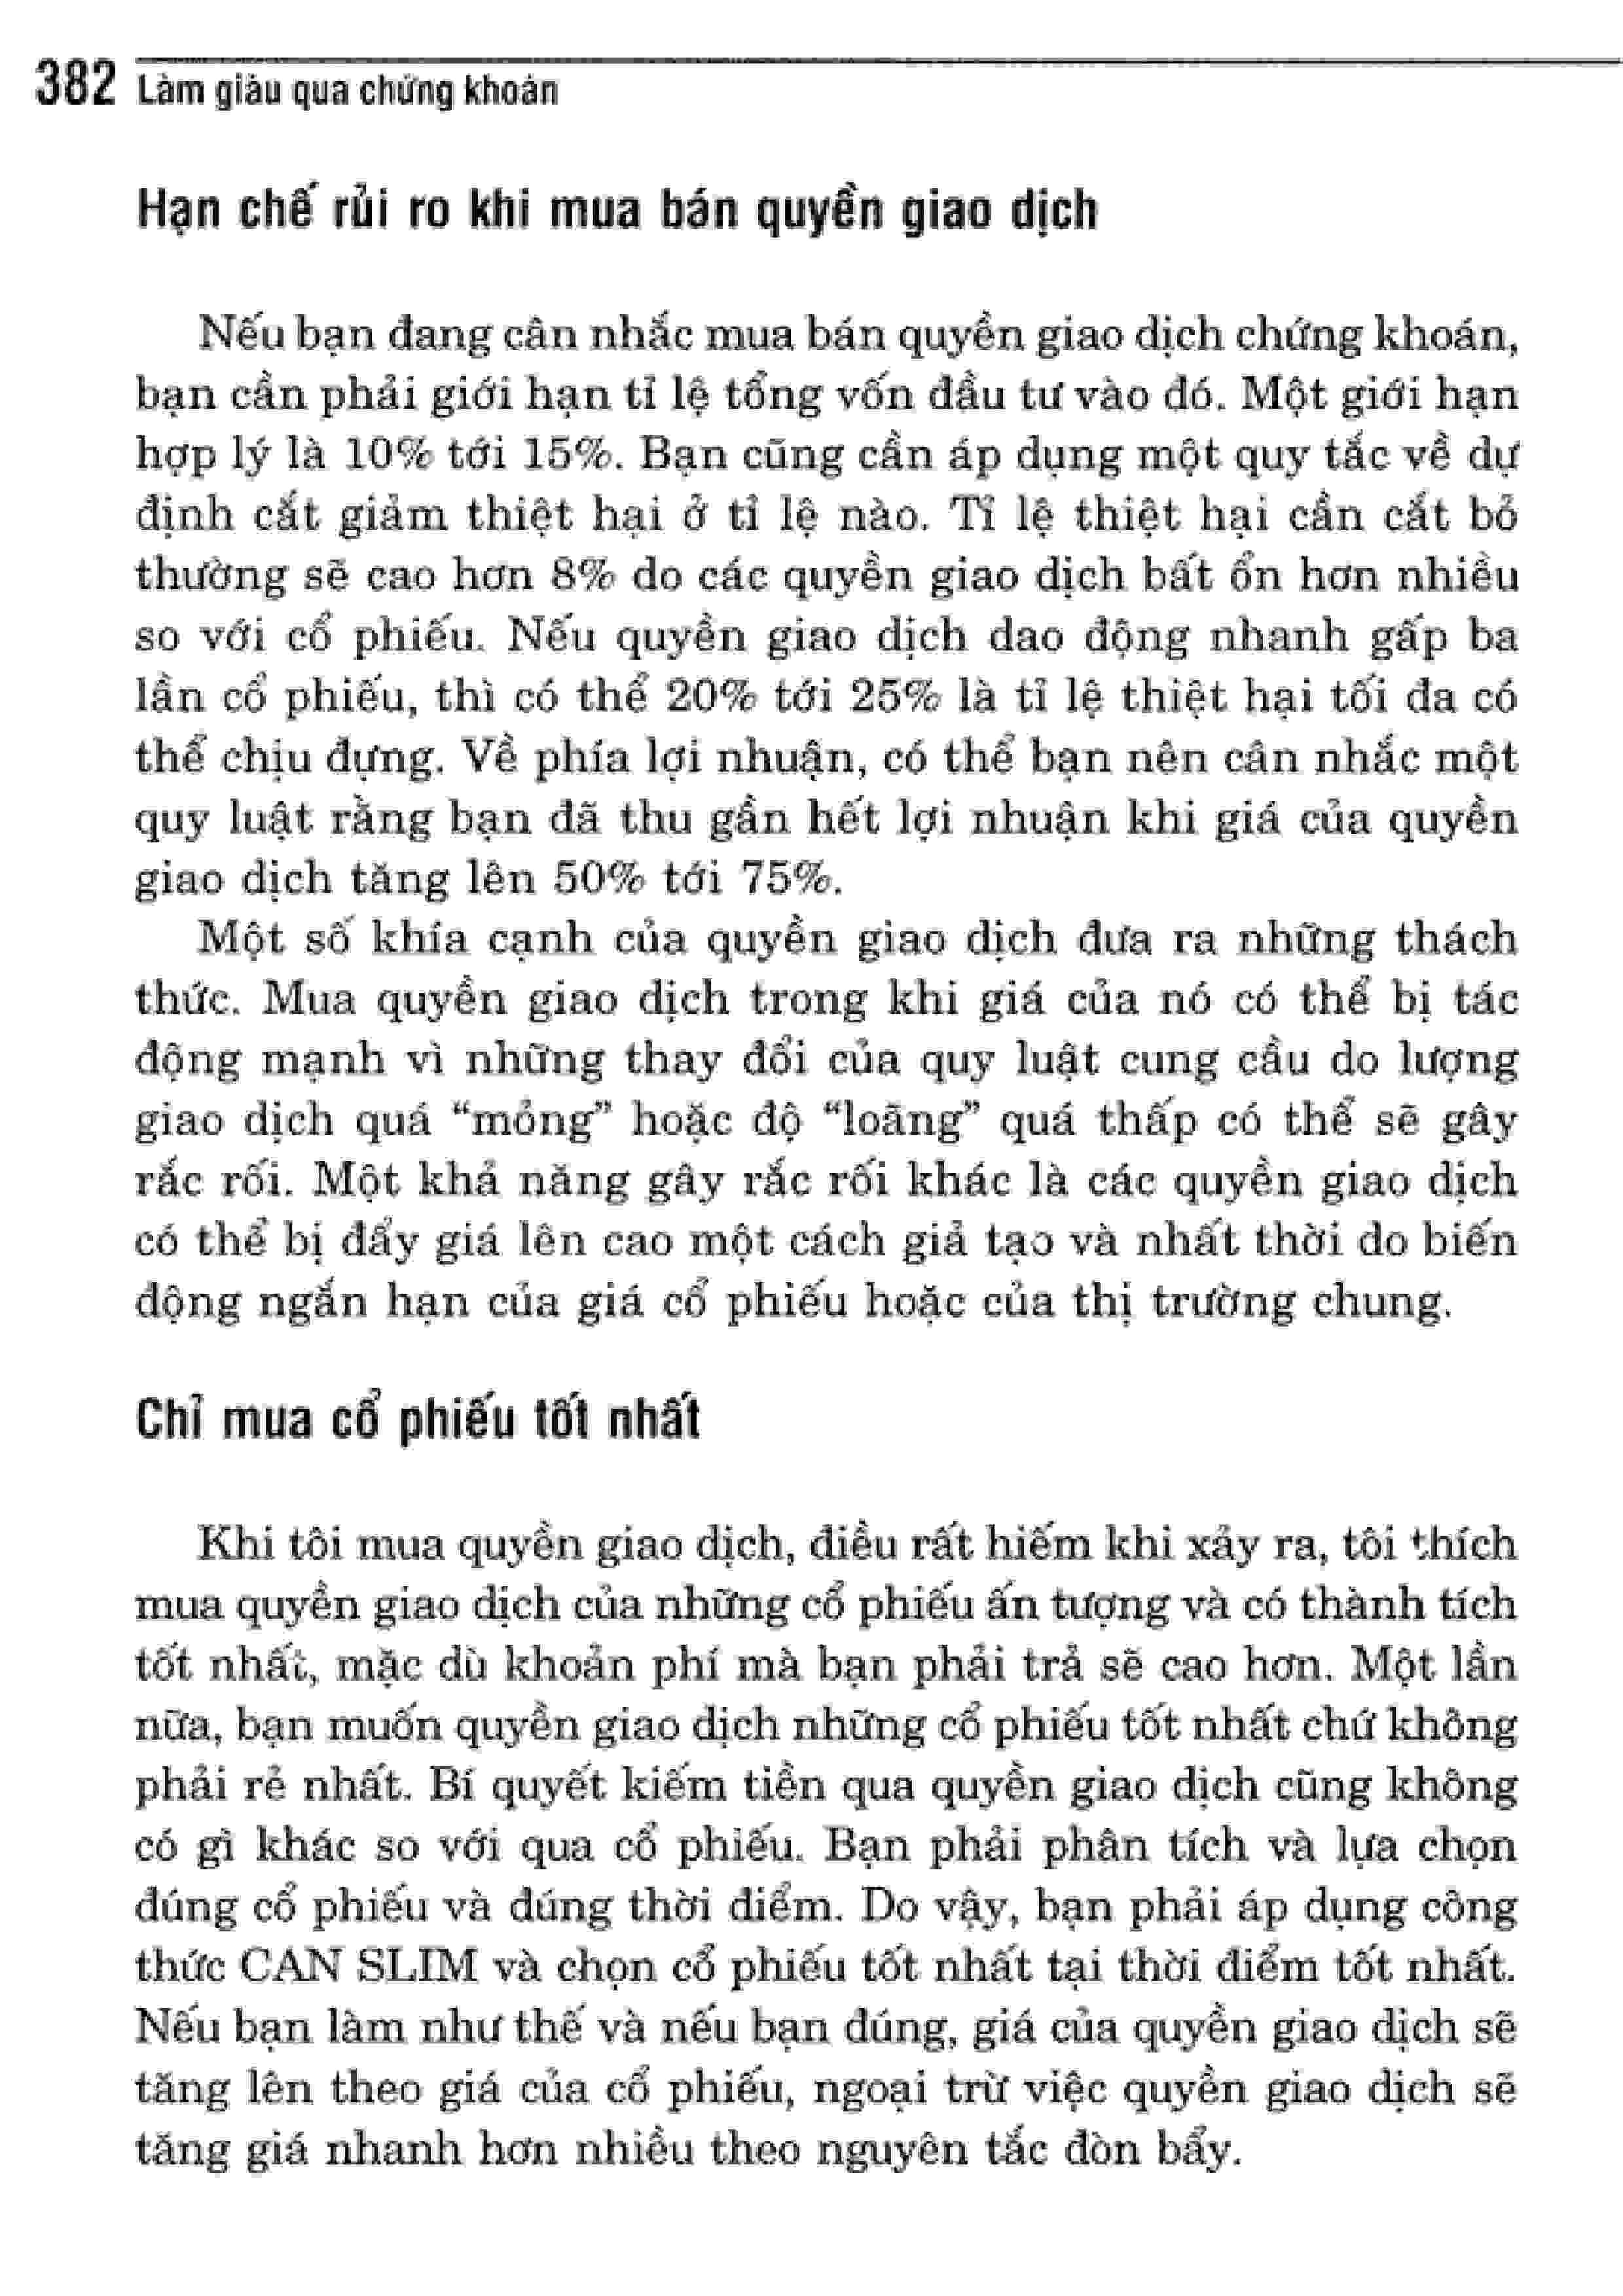 382 Làm giàu qua chứng khoán
Hạn chế rủi ro khi mua bán quyền giao dịch
Nếu bạn đang cân nhắc mua bán quyền giao dịch chứng khoán,
bạn cần phải giới hạn tỉ lệ tổng vốn đầu tư vào đó. Một giới hạn
hợp lý là 10% tới 15%. Bạn cũng cần áp dụng một quy tắc về dự
định cắt giảm thiệt hại ở tỉ lệ nào. Tỉ lệ thiệt hại cần cắt bỏ
thường sẽ cao hơn 8% do các quyền giao dịch bất ổn hơn nhiều
so với cổ phiếu. Nếu quyền giao dịch dao động nhanh gấp ba
lần cổ phiếu, thì có thể 20% tới 25% là tỉ lệ thiệt hại tối đa có
thể chịu đựng. Về phía lợi nhuận, có thể bạn nên cân nhắc một
quy luật rằng bạn đã thu gần hết lợi nhuận khi giá của quyền
giao dịch tăng lên 50% tới 75%.
Một số khía cạnh của quyền giao dịch đưa ra những thách
thức. Mua quyền giao dịch trong khi giá của nó có thể bị tác
động mạnh vì những thay đổi của quy luật cung cầu do lượng
giao dịch quá “mỏng” hoặc độ “loãng” quá thấp có thể sẽ gây
rắc rối. Một khả năng gây rắc rối khác là các quyền giao dịch
có thể bị đẩy giá lên cao một cách giả tạo và nhất thời do biến
động ngắn hạn của giá cổ phiếu hoặc của thị trường chung.
Chỉ mua cổ phiếu tốt nhất
Khi tôi mua quyền giao dịch, điều rất hiếm khi xảy ra, tôi thích
mua quyền giao dịch của những cổ phiếu ấn tượng và có thành tích
tốt nhất, mặc dù khoản phí mà bạn phải trả sẽ cao hơn. Một lần
nữa, bạn muốn quyền giao dịch những cổ phiếu tốt nhất chứ không
phải rẻ nhất. Bí quyết kiếm tiền qua quyền giao dịch cũng không
có gì khác so với qua cổ phiếu. Bạn phải phân tích và lựa chọn
đúng cổ phiếu và đúng thời điểm. Do vậy, bạn phải áp dụng công
thức CAN SLIM và chọn cổ phiếu tốt nhất tại thời điểm tốt nhất.
Nếu bạn làm như thế và nếu bạn đúng, giá của quyền giao dịch sẽ
tăng lên theo giá của cổ phiếu, ngoại trừ việc quyền giao dịch sẽ
tăng giá nhanh hơn nhiều theo nguyên tắc đòn bẩy.